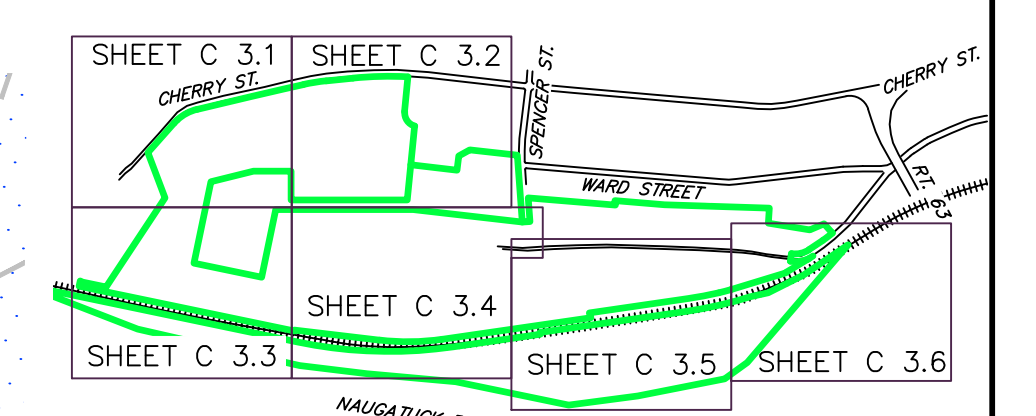 SHEET C 3.1
SHEET C 3.2
CHERRY ST.
SPENCER ST.
CHERRY ST.
WARD STREET
RT. 63
SHEET C 3.4
SHEET C 3.3
SHEET C 3.5
SHEET C 3.6
NAUGATUCK